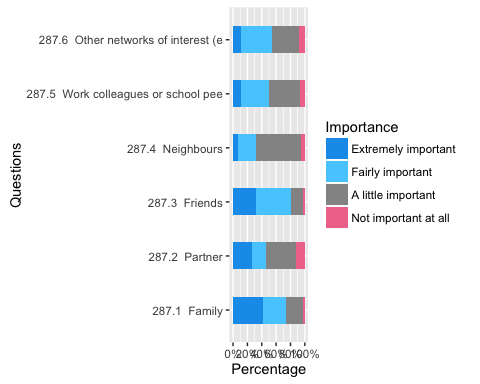 287.6 Other networks of interest (e
287.5 Work colleagues or school pee
287.4 Neighbours
287.3 Friends
287.2 Partner
287.1 Family
Questions
0% 20% 40% 60% 80% 100%
Percentage
Importance
Extremely important
Fairly important
A little important
Not important at all